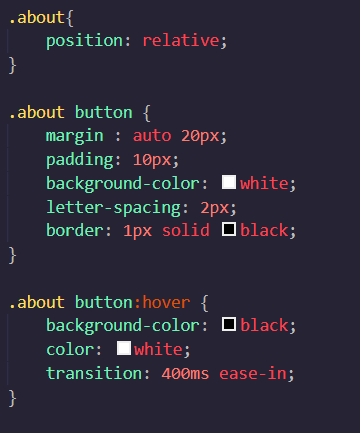 .about{
    position: relative;
}

.about button {
    margin : auto 20px;
    padding: 10px;
    background-color: white;
    letter-spacing: 2px;
    border: 1px solid black;
}

.about button:hover {
    background-color: black;
    color: white;
    transition: 400ms ease-in;
}